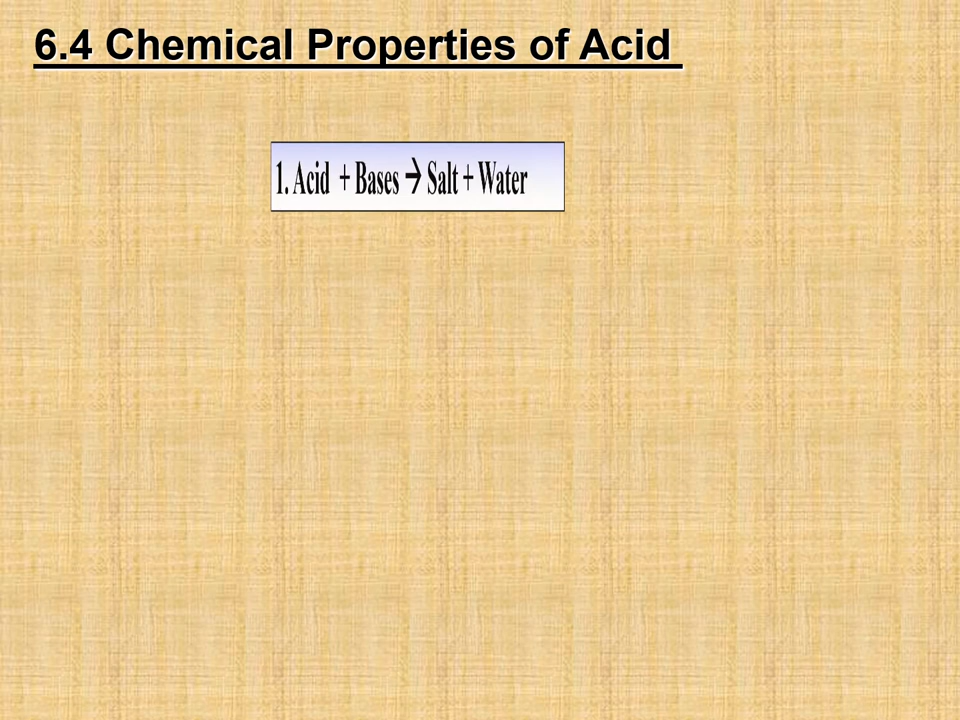 6.4 Chemical Properties of Acid
1. Acid + Bases → Salt + Water